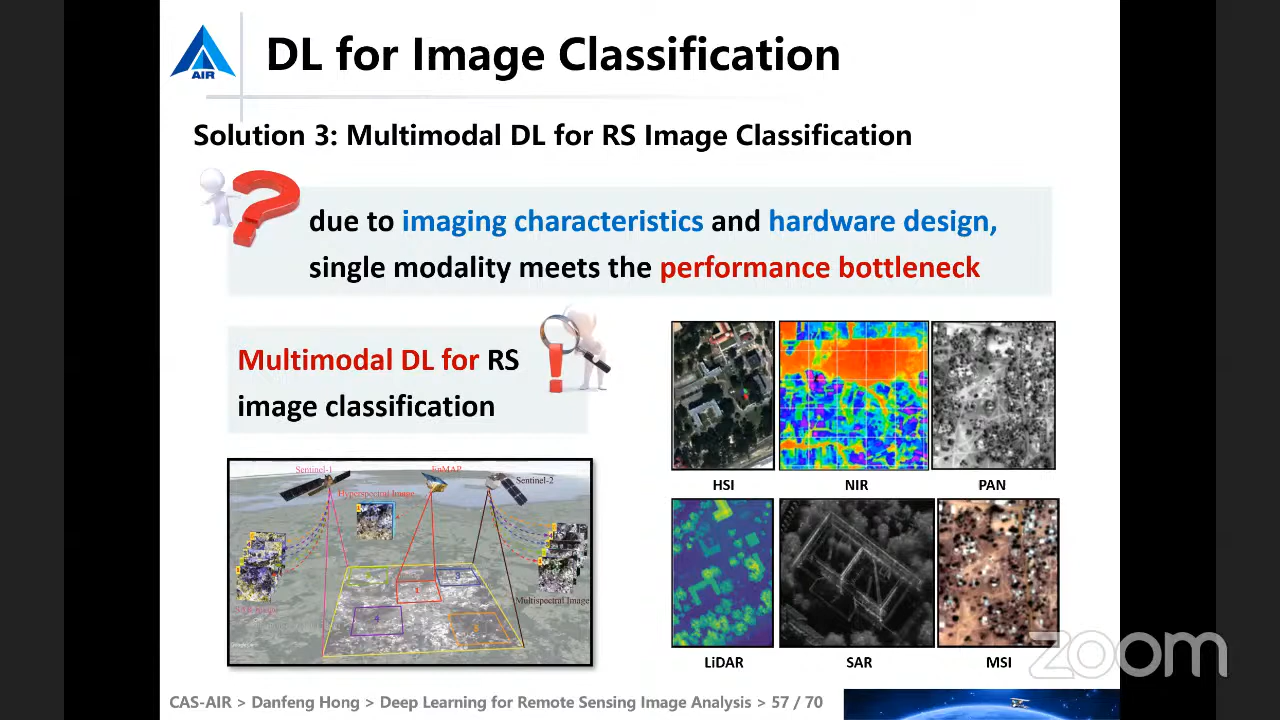 AIR
DL for Image Classification
Solution 3: Multimodal DL for RS Image Classification
due to imaging characteristics and hardware design,
single modality meets the performance bottleneck
Multimodal DL for RS
image classification
Sentinel-1
EnMAP
Sentinel-2
Hyperspectral Image
Multispectral Image
1
3
4
HSI
NIR
PAN
LiDAR
SAR
MSI
zoom
CAS-AIR > Danfeng Hong > Deep Learning for Remote Sensing Image Analysis > 57 / 70